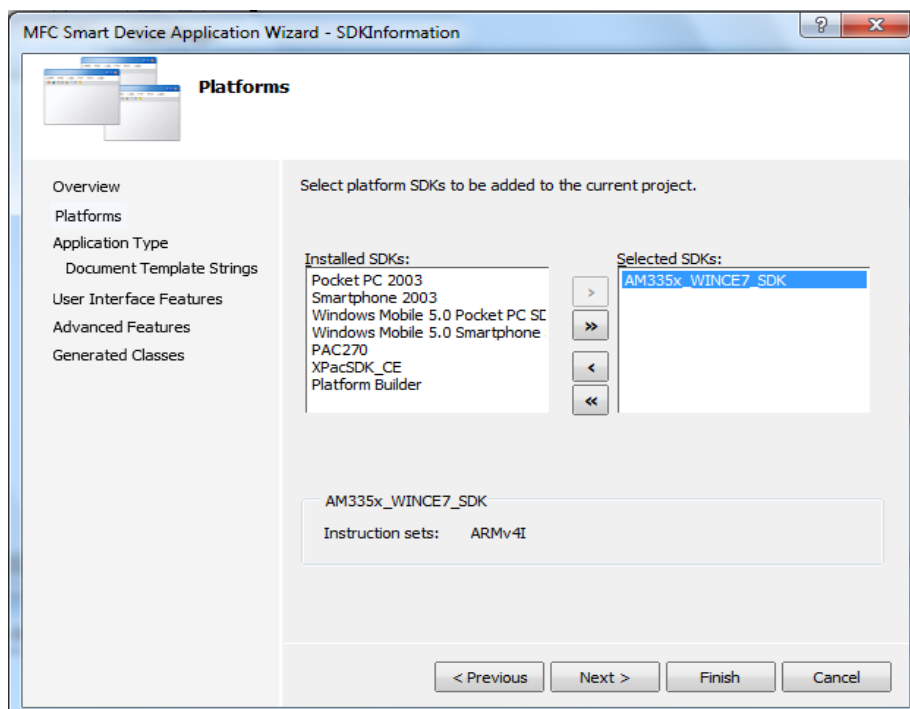 MFC Smart Device Application Wizard - SDKInformation
?
Platforms
Overview
Platforms
Application Type
Document Template Strings
User Interface Features
Advanced Features
Generated Classes
Select platform SDKs to be added to the current project.
Installed SDKs:
Pocket PC 2003
Smartphone 2003
Windows Mobile 5.0 Pocket PC SD
Windows Mobile 5.0 Smartphone
PAC270
XPacSDK_CE
Platform Builder
>
>>
<
<<
Selected SDKs:
AM335x_WINCE7_SDK
AM335x_WINCE7_SDK
Instruction sets: ARMv4I
< Previous
Next >
Finish
Cancel